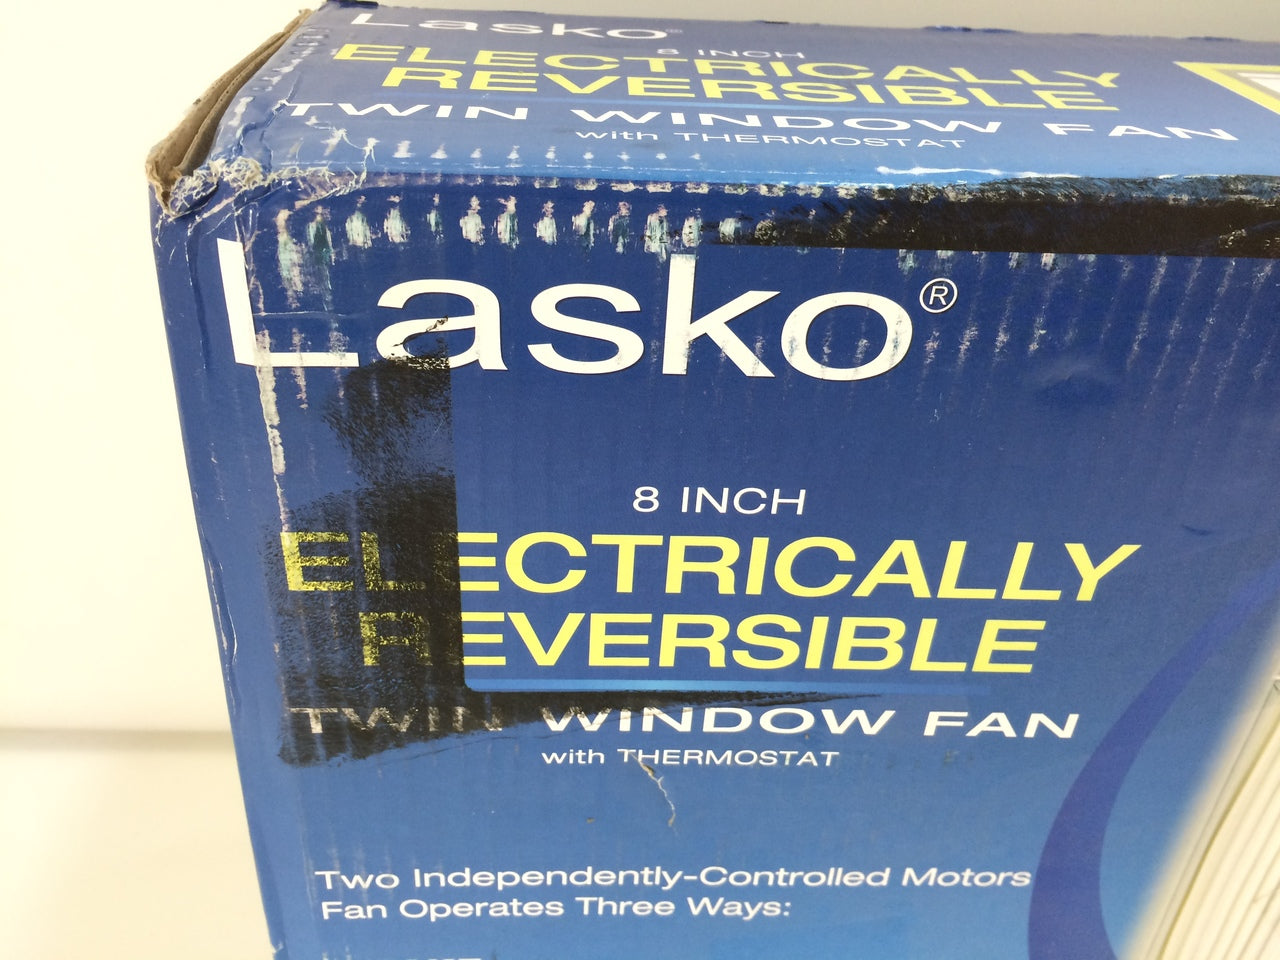 Lasko®
8 INCH
ELECTRICALLY
REVERSIBLE
TWIN WINDOW FAN
with THERMOSTAT
Lasko®
8 INCH
ELECTRICALLY
REVERSIBLE
TWIN WINDOW FAN
with THERMOSTAT
Two Independently-Controlled Motors
Fan Operates Three Ways: